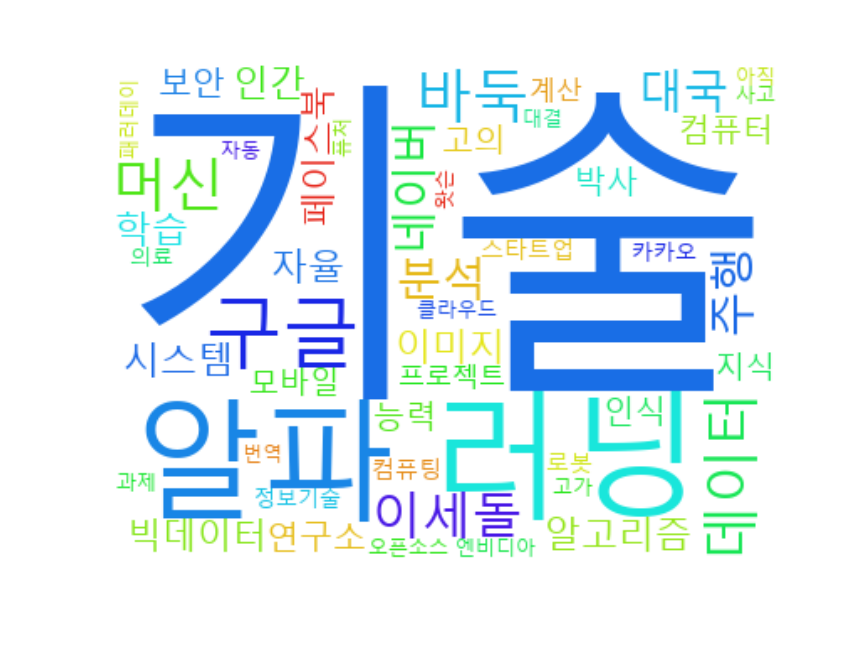 보안
인간
바둑
계산
대국
아직
사고
패러데이
페이스북
퓨처
대결
컴퓨터
자동
네이버
고의
기술
머신
왓슨
박사
학습
의료
자율
분석
스타트업
카카오
주행
구글
클라우드
시스템
이미지
모바일
프로젝트
지식
알파
능력
러닝
인식
데이터
번역
컴퓨팅
로봇
과제
정보기술
이세돌
고가
빅데이터
연구소
오픈소스
엔비디아
알고리즘